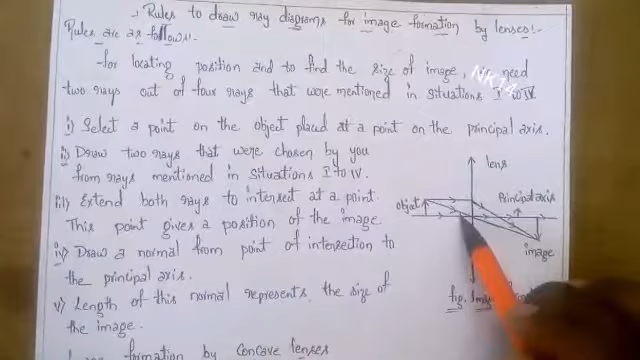 :. Rules to draw ray diagrams for image formation by lenses:-
Rules are as follows:-
for locating position and to find the size of image, need
two rays out of four rays that were mentioned in situations I to IV
i) Select a point on the object placed at a point on the principal axis.
ii) Draw two rays that were chosen by you
from rays mentioned in situations I to IV.
iii) Extend both rays to intersect at a point.
This point gives a position of the image
iv) Draw a normal from point of intersection to
the principal axis.
v) Length of this normal represents the size of
the image.
lens
Principal axis
object
image
fig.
formation by Concave lenses